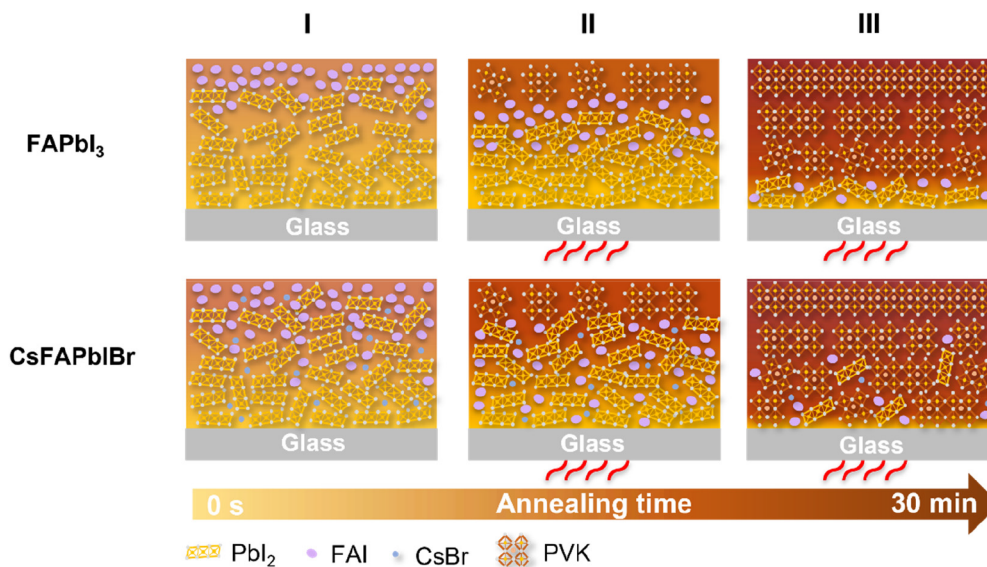 I II III
FAPbI₃
Glass Glass Glass
CsFAPbIBr
Glass Glass Glass
0 s Annealing time 30 min
PbI₂ FAI CsBr PVK